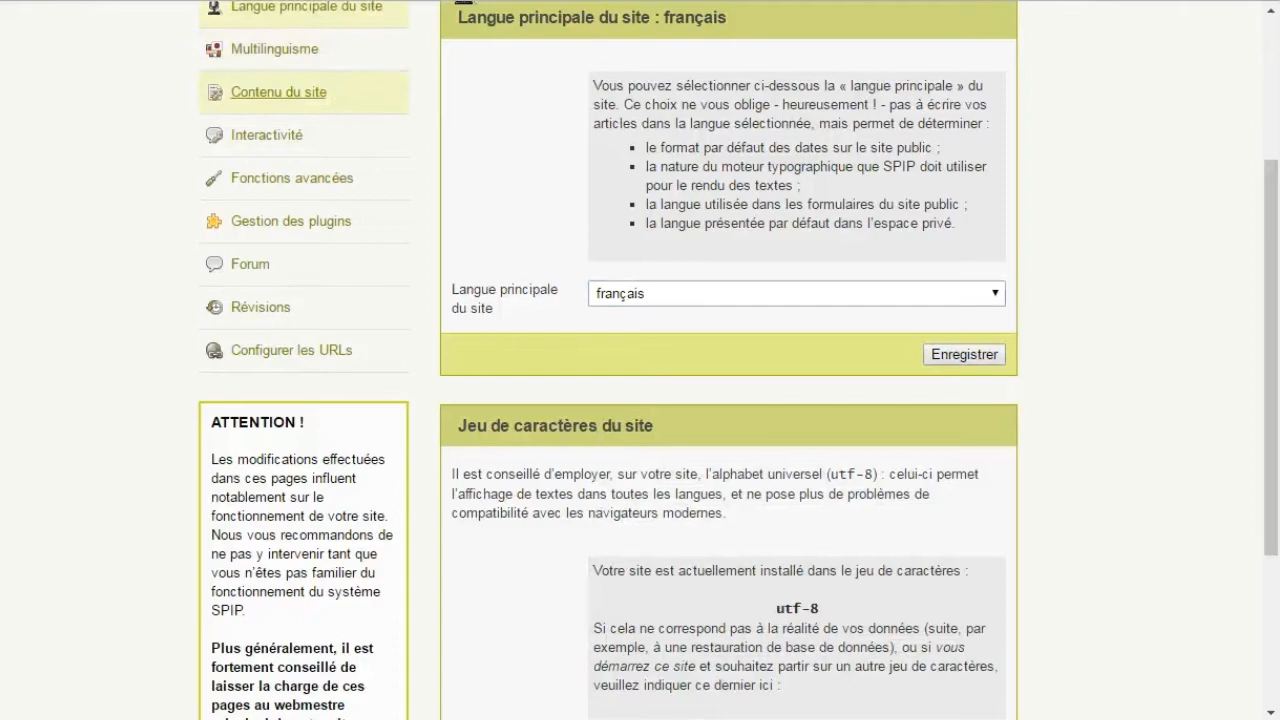 Langue principale du site
Multilinguisme
Contenu du site
Interactivité
Fonctions avancées
Gestion des plugins
Forum
Révisions
Configurer les URLs
ATTENTION !
Les modifications effectuées
dans ces pages influent
notablement sur le
fonctionnement de votre site.
Nous vous recommandons de
ne pas y intervenir tant que
vous n’êtes pas familier du
fonctionnement du système
SPIP.
Plus généralement, il est
fortement conseillé de
laisser la charge de ces
pages au webmestre
Langue principale du site : français
Vous pouvez sélectionner ci-dessous la « langue principale » du
site. Ce choix ne vous oblige - heureusement ! - pas à écrire vos
articles dans la langue sélectionnée, mais permet de déterminer :
le format par défaut des dates sur le site public ;
la nature du moteur typographique que SPIP doit utiliser
pour le rendu des textes ;
la langue utilisée dans les formulaires du site public ;
la langue présentée par défaut dans l’espace privé.
Langue principale
du site
français
Enregistrer
Jeu de caractères du site
Il est conseillé d’employer, sur votre site, l’alphabet universel (utf-8) : celui-ci permet
l’affichage de textes dans toutes les langues, et ne pose plus de problèmes de
compatibilité avec les navigateurs modernes.
Votre site est actuellement installé dans le jeu de caractères :
utf-8
Si cela ne correspond pas à la réalité de vos données (suite, par
exemple, à une restauration de base de données), ou si vous
démarrez ce site et souhaitez partir sur un autre jeu de caractères,
veuillez indiquer ce dernier ici :